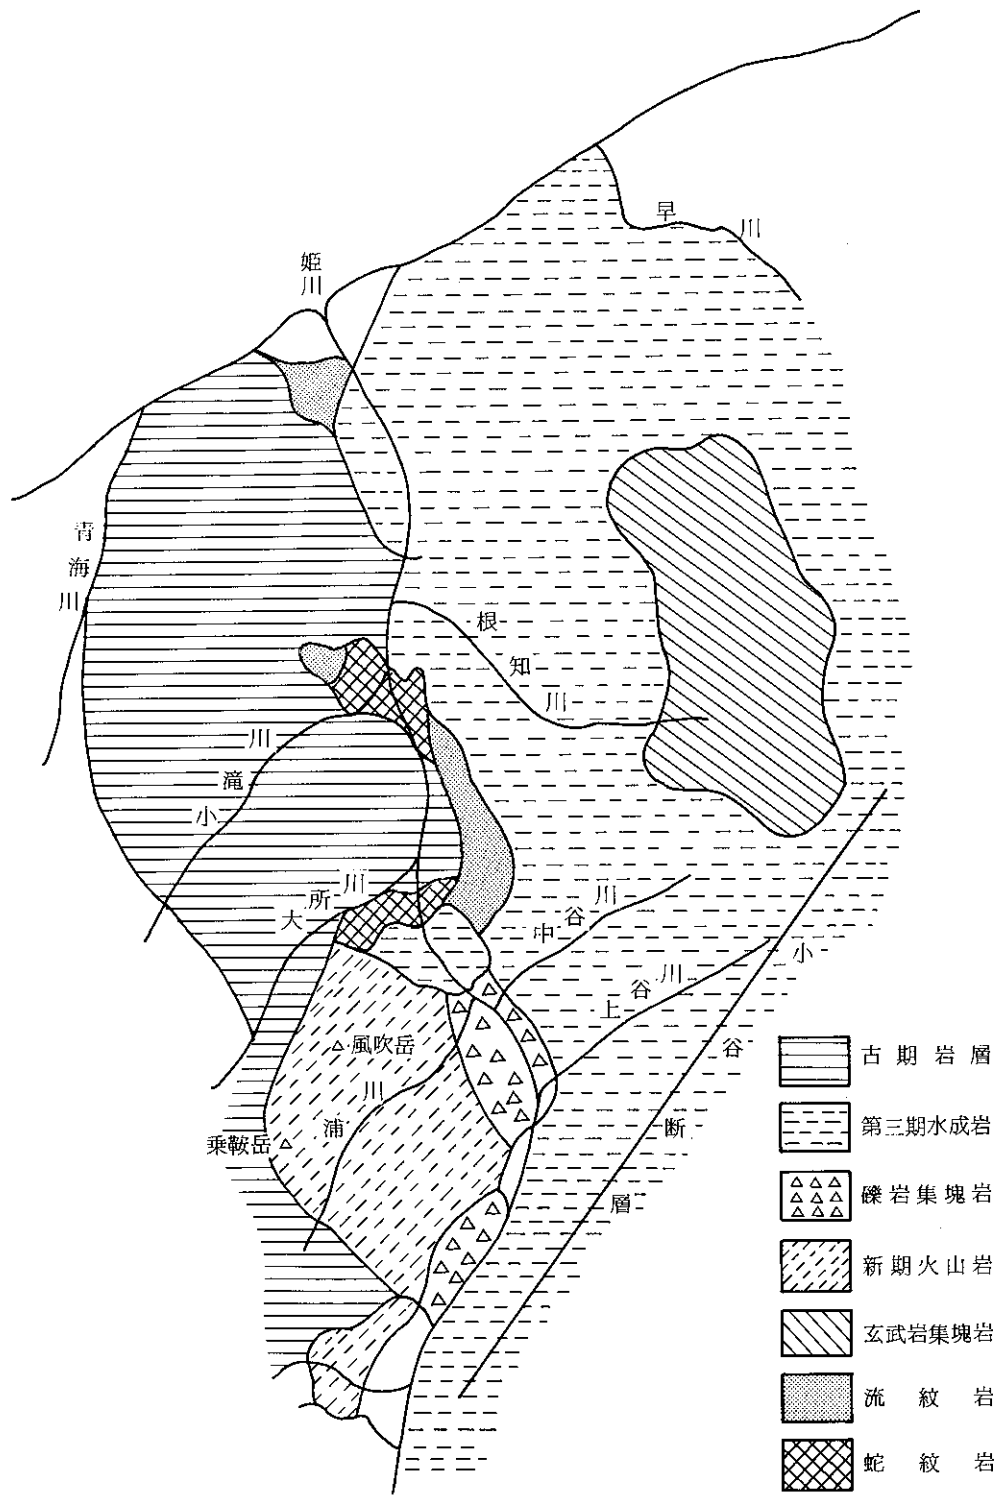 早川
姫川
青海川
根知川
小滝川
大所川
中谷川
上谷川
小谷断層
△風吹岳
浦川
乗鞍岳△
古期岩層
第三期水成岩
礫岩集塊岩
新期火山岩
玄武岩集塊岩
流紋岩
蛇紋岩